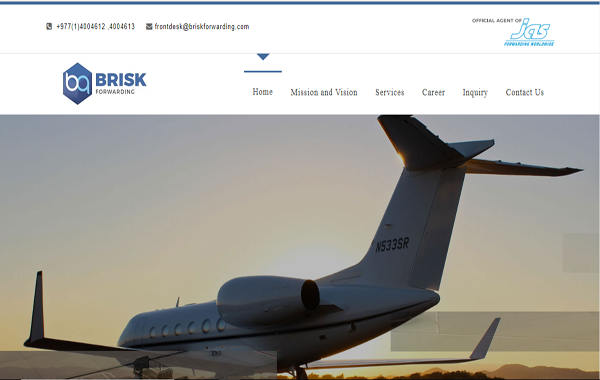 +977(1)4004612 ,4004613 frontdesk@briskforwarding.com
OFFICIAL AGENT OF
jas
FORWARDING WORLDWIDE
bq BRISK
FORWARDING
Home Mission and Vision Services Career Inquiry Contact Us
N533SR